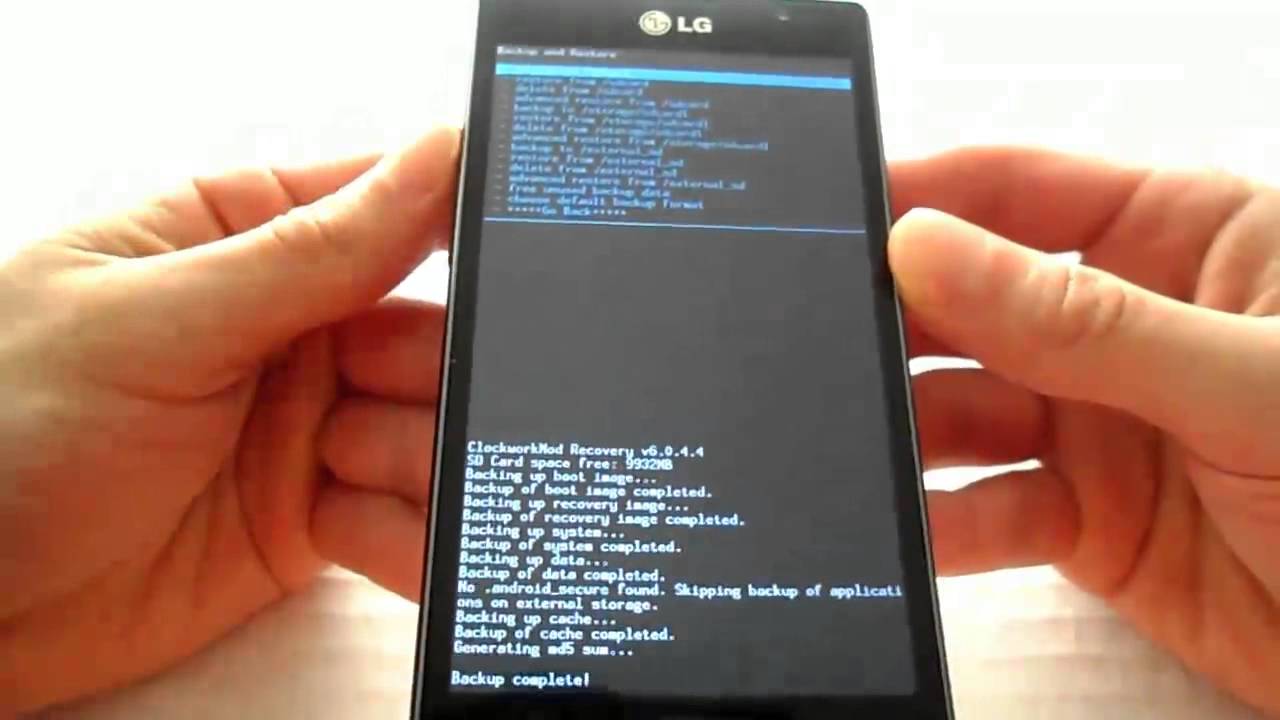 LG
Backup and Restore
- restore from /sdcard
- delete from /sdcard
- advanced restore from /sdcard
- backup to /storage/sdcard1
- restore from /storage/sdcard1
- delete from /storage/sdcard1
- advanced restore from /storage/sdcard1
- backup to /external_sd
- restore from /external_sd
- delete from /external_sd
- advanced restore from /external_sd
- free unused backup data
- choose default backup format
- *****Go Back*****
ClockworkMod Recovery v6.0.4.4
SD Card space free: 9932MB
Backing up boot image...
Backup of boot image completed.
Backing up recovery image...
Backup of recovery image completed.
Backing up system...
Backup of system completed.
Backing up data...
Backup of data completed.
No .android_secure found. Skipping backup of applicati
ons on external storage.
Backing up cache...
Backup of cache completed.
Generating md5 sum...
Backup complete!